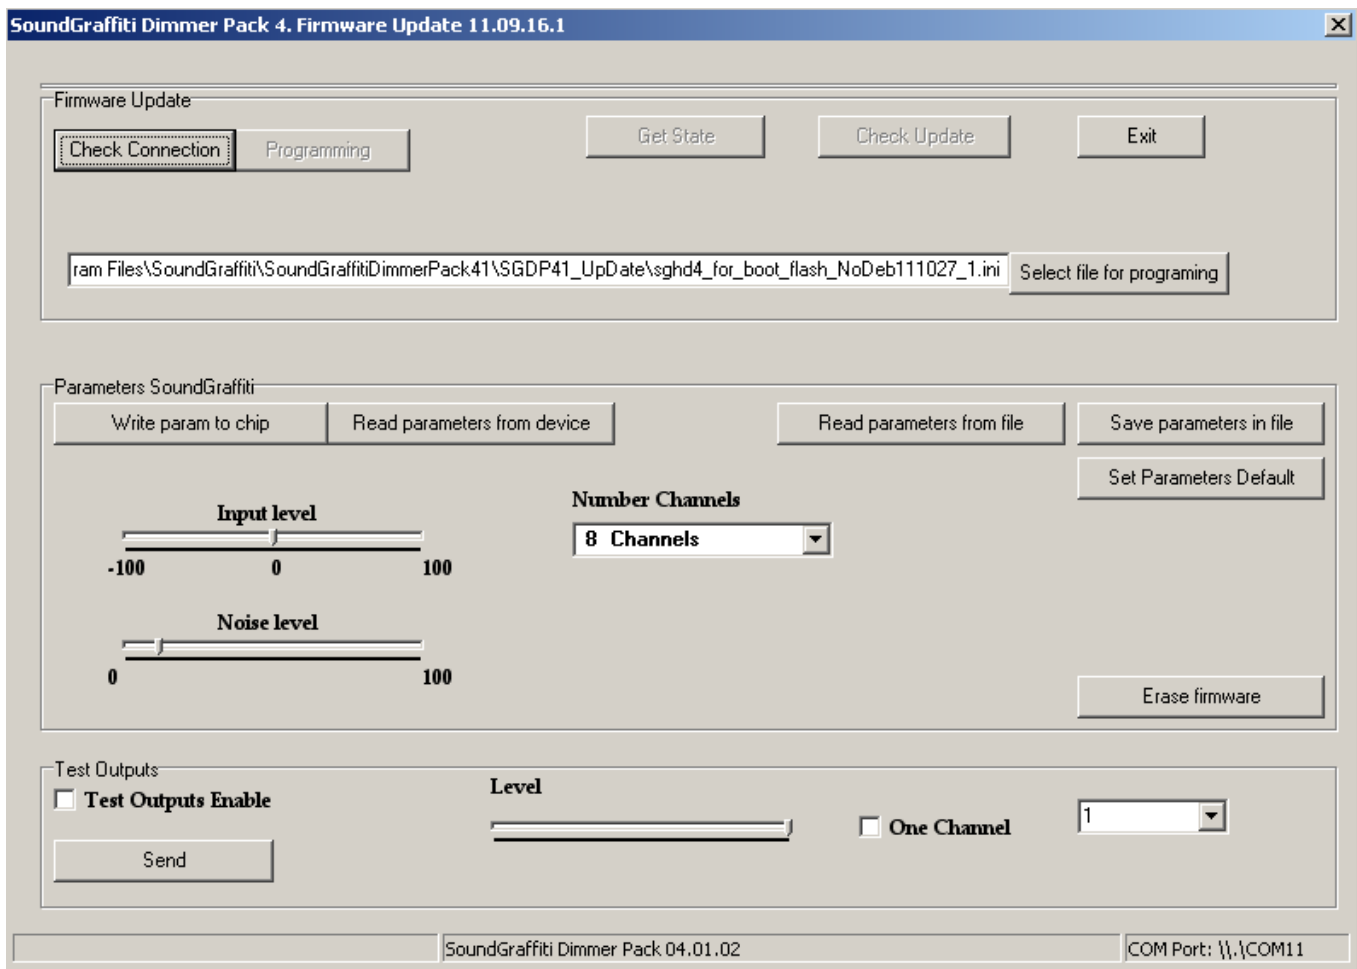 SoundGraffiti Dimmer Pack 4. Firmware Update 11.09.16.1
Firmware Update
Check Connection Programming Get State Check Update Exit
ram Files\SoundGraffiti\SoundGraffitiDimmerPack41\SGDP41_UpDate\sghd4_for_boot_flash_NoDeb111027_1.ini Select file for programing
Parameters SoundGraffiti
Write param to chip Read parameters from device Read parameters from file Save parameters in file
Set Parameters Default
Input level Number Channels
8 Channels
-100 0 100
Noise level
0 100
Erase firmware
Test Outputs
Test Outputs Enable Level
One Channel 1
Send
SoundGraffiti Dimmer Pack 04.01.02 COM Port: \\.\COM11